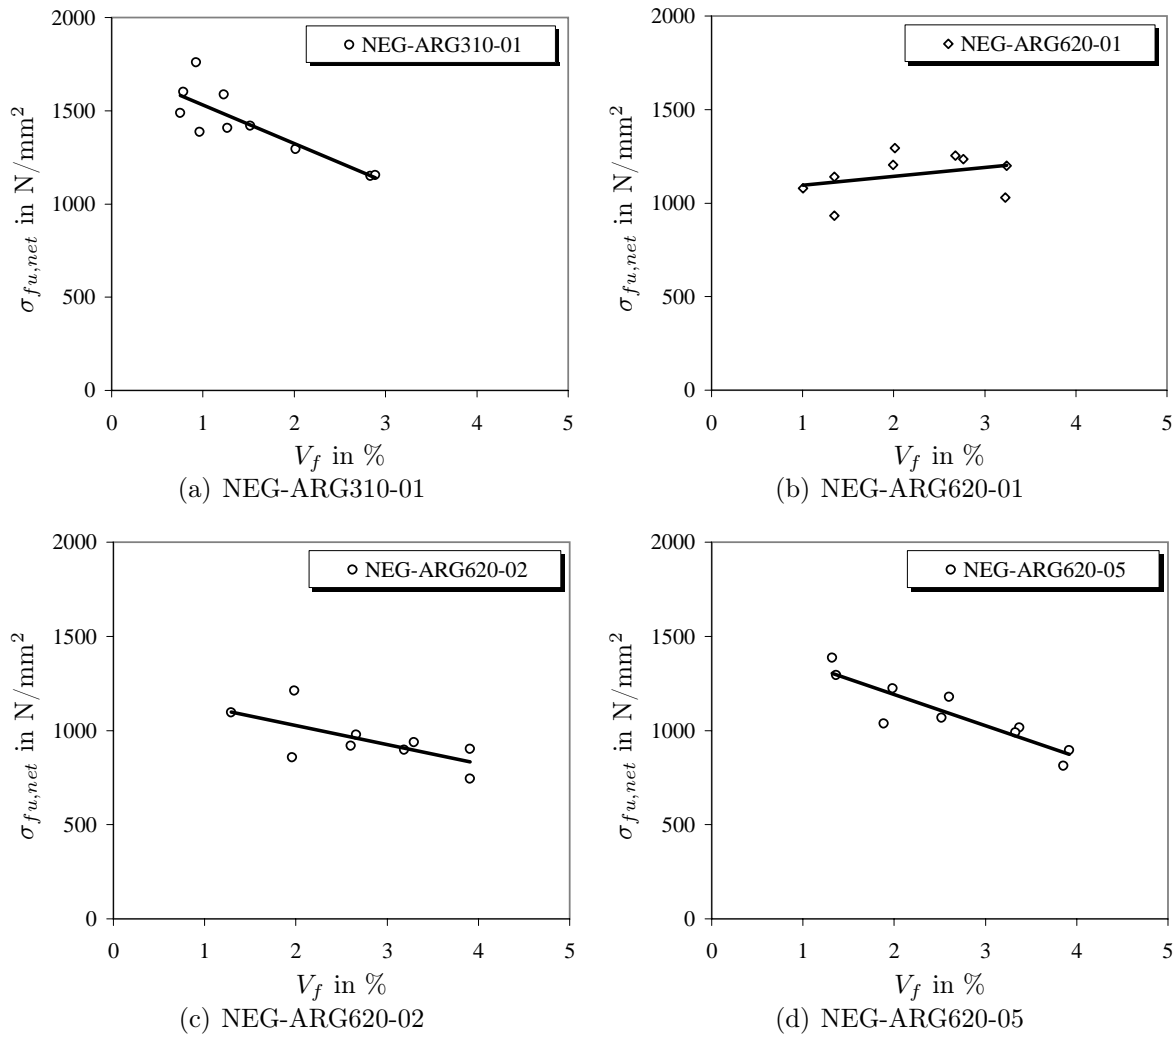 2000
NEG-ARG310-01
1500
1000
500
0
σfu,net in N/mm²
0 1 2 3 4 5
Vf in %
(a) NEG-ARG310-01
2000
NEG-ARG620-01
1500
1000
500
0
σfu,net in N/mm²
0 1 2 3 4 5
Vf in %
(b) NEG-ARG620-01
2000
NEG-ARG620-02
1500
1000
500
0
σfu,net in N/mm²
0 1 2 3 4 5
Vf in %
(c) NEG-ARG620-02
2000
NEG-ARG620-05
1500
1000
500
0
σfu,net in N/mm²
0 1 2 3 4 5
Vf in %
(d) NEG-ARG620-05